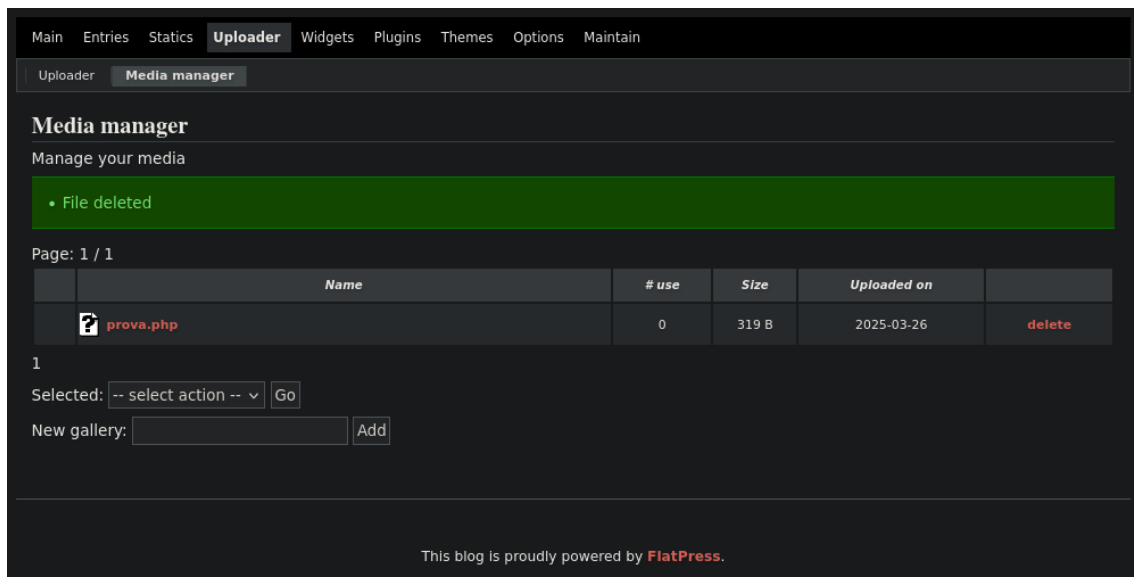 Main Entries Statics Uploader Widgets Plugins Themes Options Maintain
Uploader Media manager
Media manager
Manage your media
• File deleted
Page: 1 / 1
Name # use Size Uploaded on
prova.php 0 319 B 2025-03-26 delete
1
Selected: -- select action -- Go
New gallery: Add
This blog is proudly powered by FlatPress.